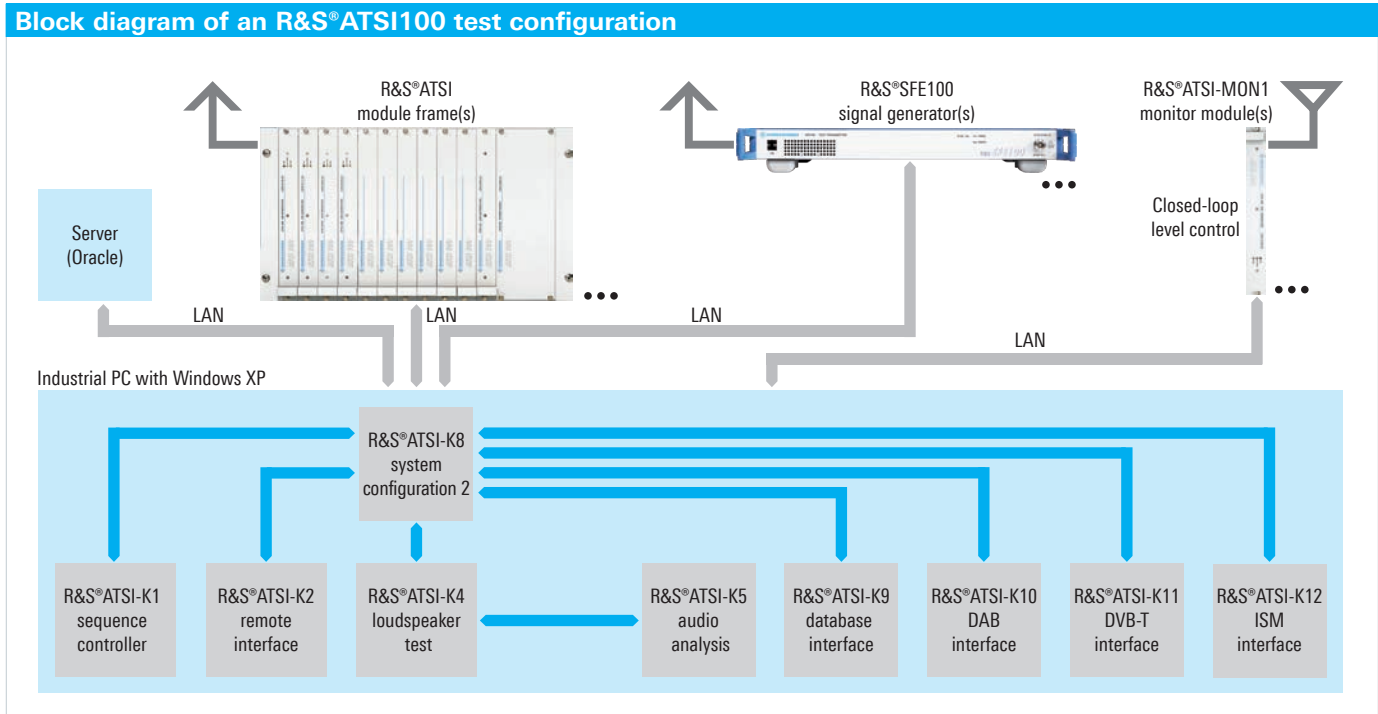 Block diagram of an R&S®ATSI100 test configuration
R&S®ATSI
module frame(s)
R&S®SFE100
signal generator(s)
R&S®ATSI-MON1
monitor module(s)
Server
(Oracle)
Closed-loop
level control
LAN
LAN
LAN
LAN
Industrial PC with Windows XP
R&S®ATSI-K8
system
configuration 2
R&S®ATSI-K1
sequence
controller
R&S®ATSI-K2
remote
interface
R&S®ATSI-K4
loudspeaker
test
R&S®ATSI-K5
audio
analysis
R&S®ATSI-K9
database
interface
R&S®ATSI-K10
DAB
interface
R&S®ATSI-K11
DVB-T
interface
R&S®ATSI-K12
ISM
interface